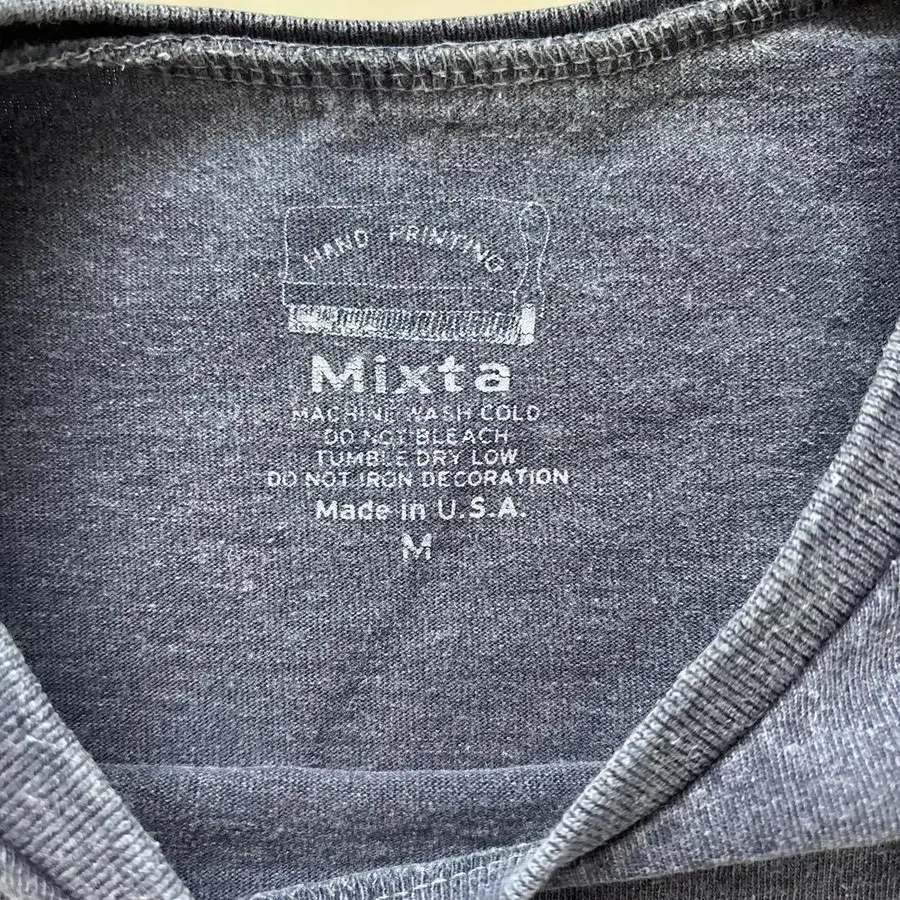 HAND PRINTING
Mixta
MACHINE WASH COLD
DO NOT BLEACH
TUMBLE DRY LOW
DO NOT IRON DECORATION
Made in U.S.A.
M